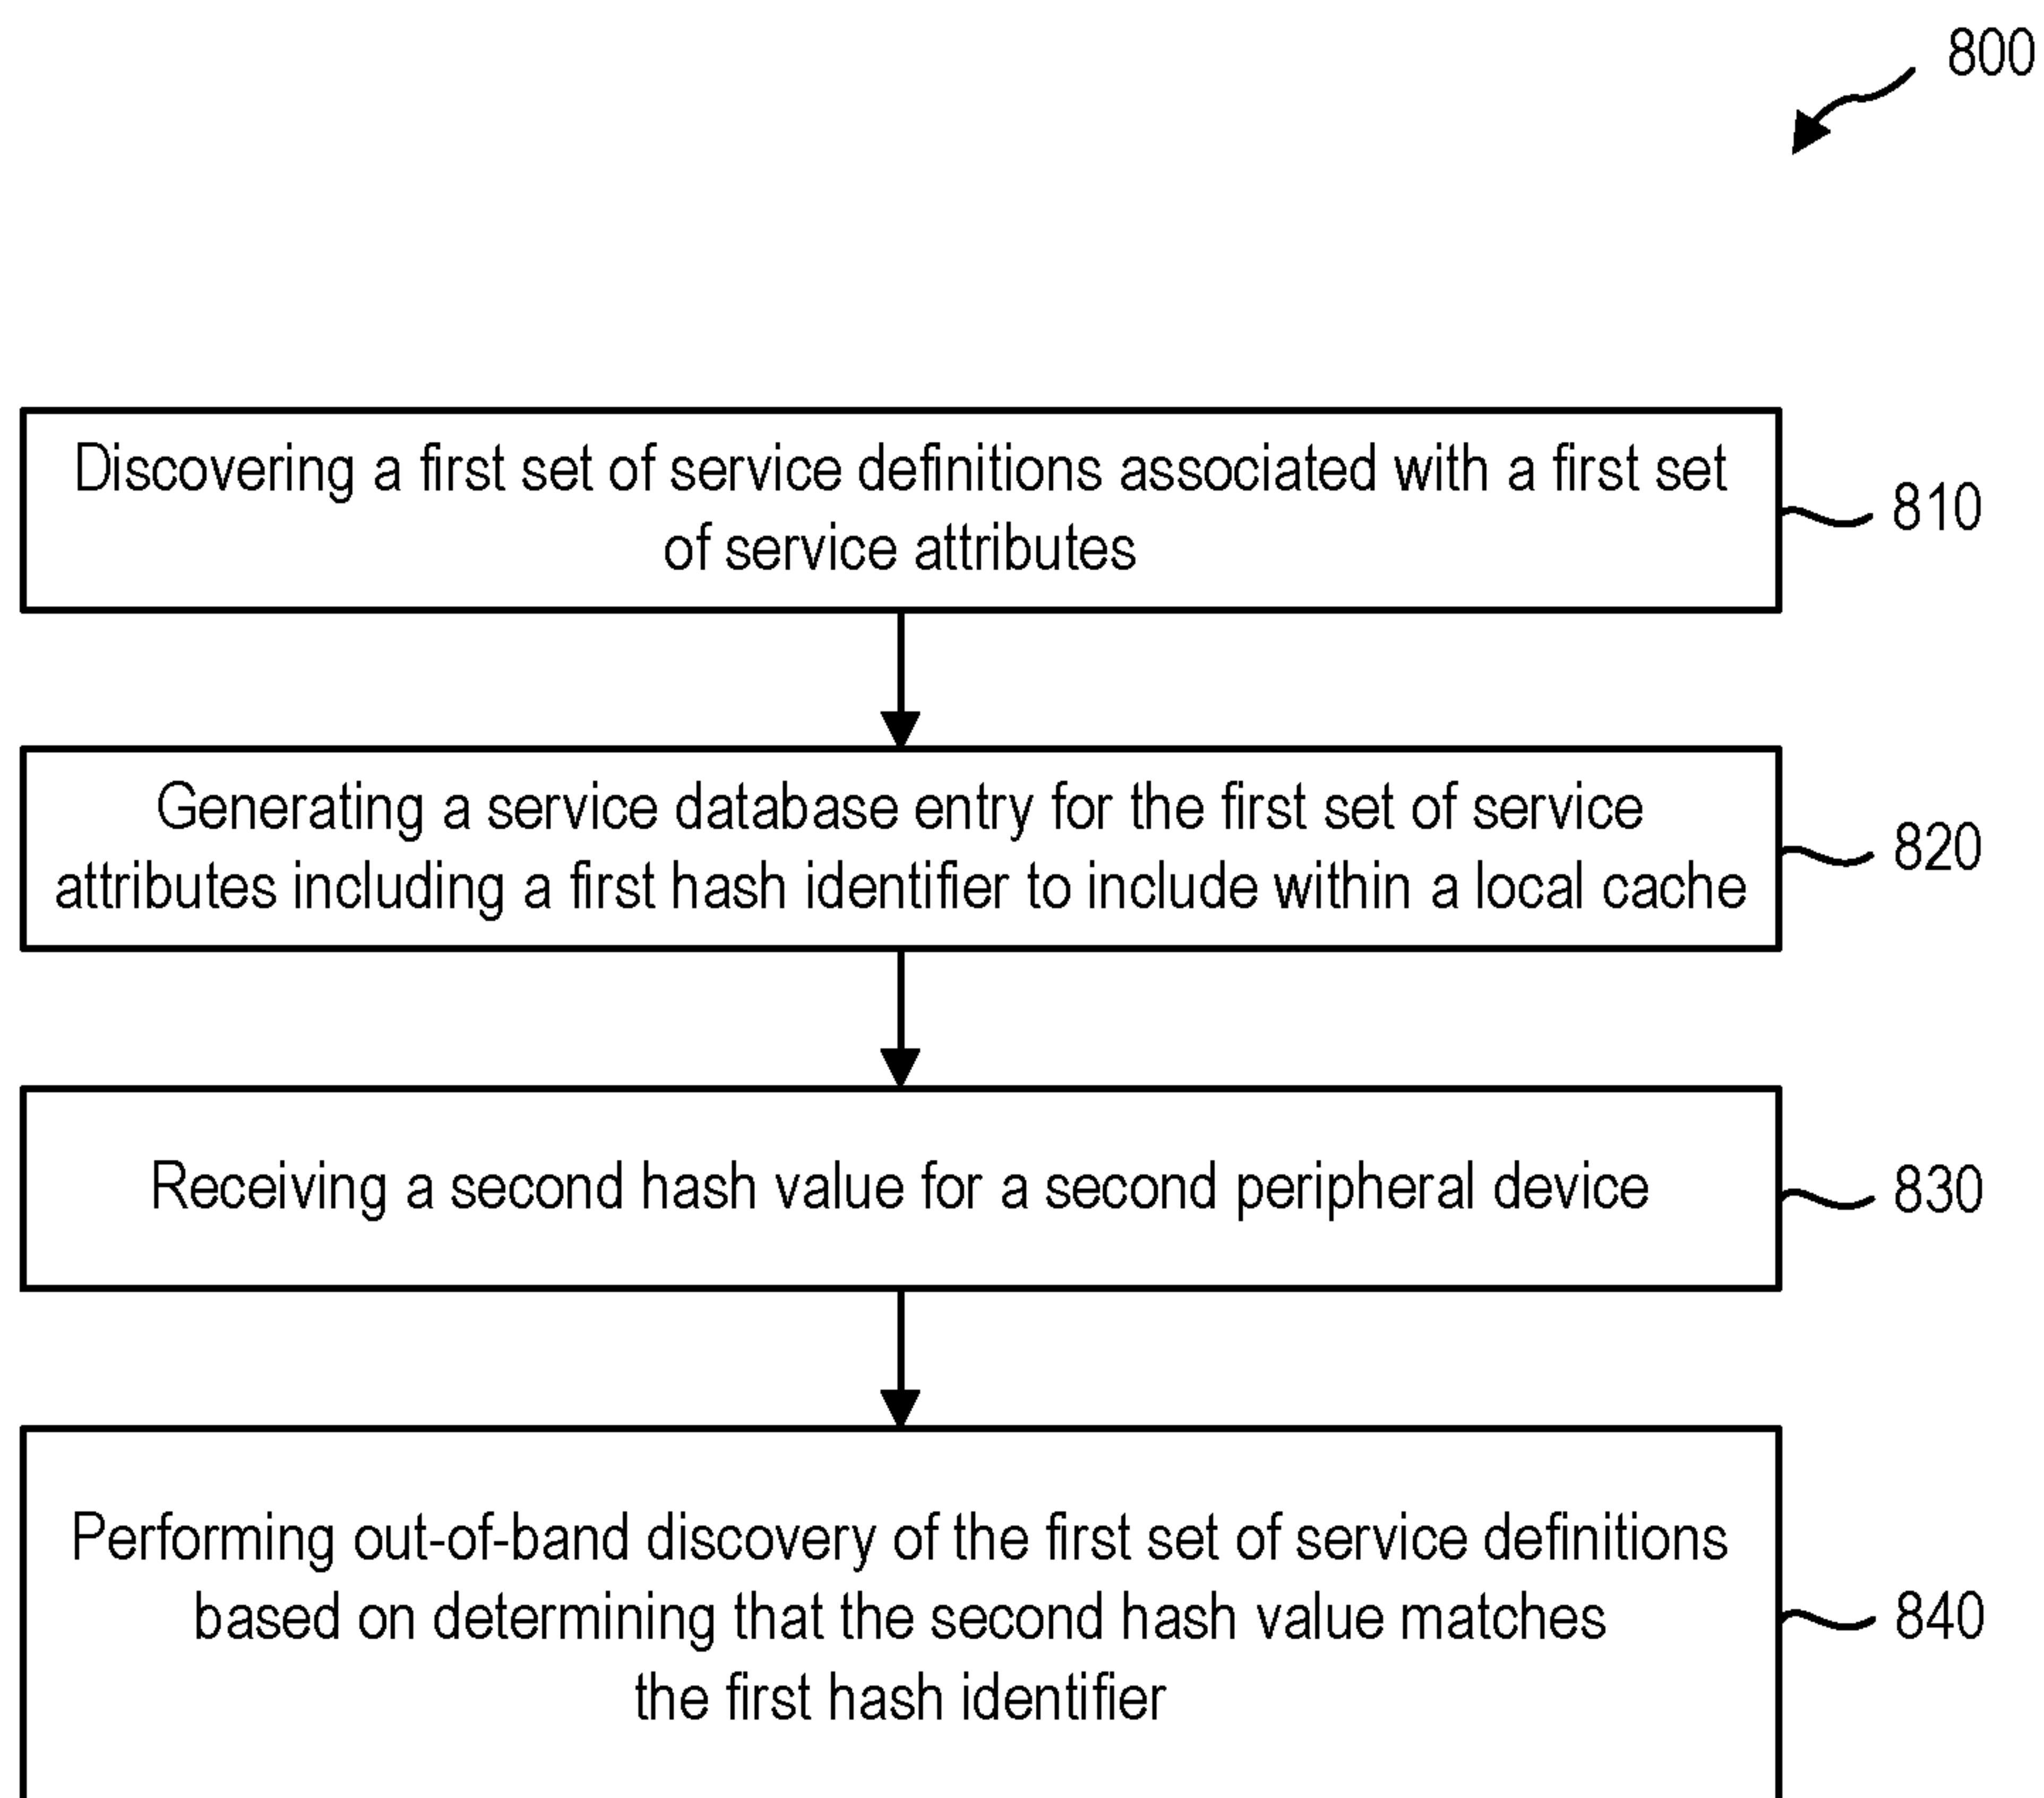 800
Discovering a first set of service definitions associated with a first set
of service attributes
810
Generating a service database entry for the first set of service
attributes including a first hash identifier to include within a local cache
820
Receiving a second hash value for a second peripheral device
830
Performing out-of-band discovery of the first set of service definitions
based on determining that the second hash value matches
the first hash identifier
840